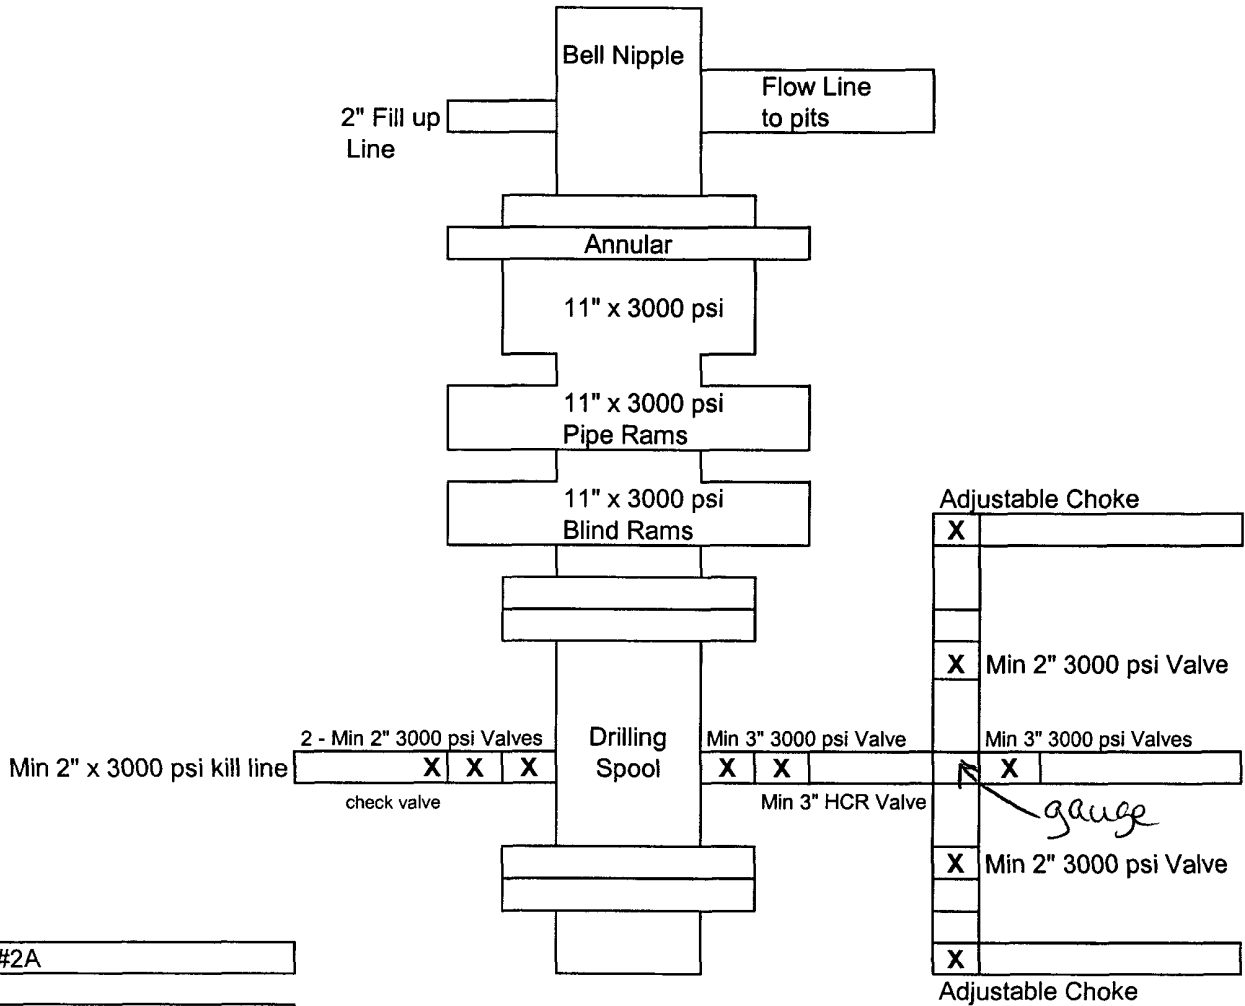 Bell Nipple
Flow Line
to pits
2" Fill up
Line
Annular
11" x 3000 psi
11" x 3000 psi
Pipe Rams
11" x 3000 psi
Blind Rams
Adjustable Choke
X
X Min 2" 3000 psi Valve
2 - Min 2" 3000 psi Valves
Drilling
Spool
Min 3" 3000 psi Valve
Min 3" 3000 psi Valves
Min 2" x 3000 psi kill line
X X X
X X
X
check valve
Min 3" HCR Valve
gauge
X Min 2" 3000 psi Valve
#2A
X
Adjustable Choke